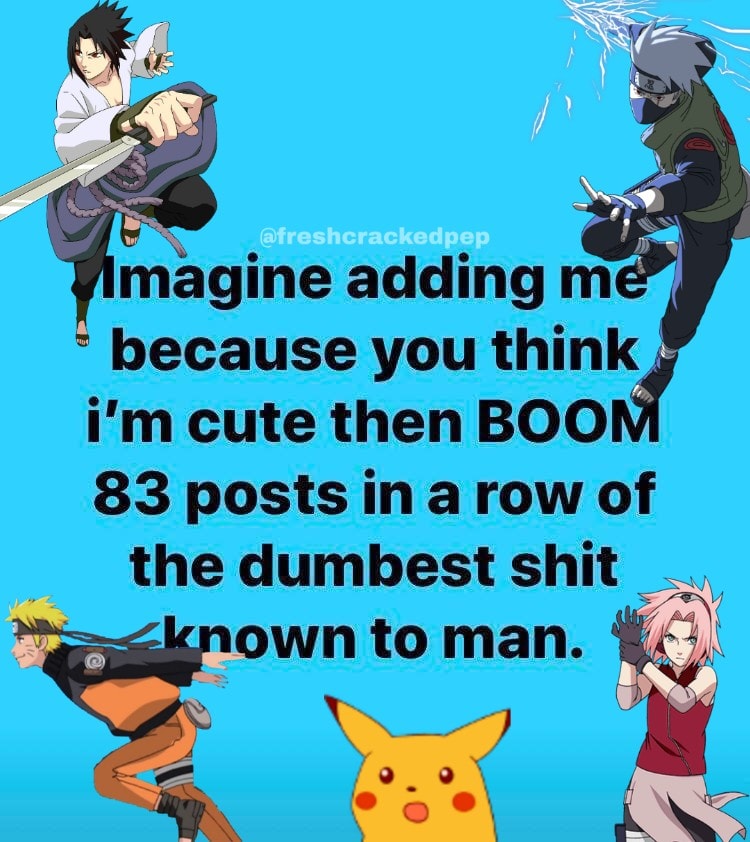 @freshcrackedpep
Imagine adding me
because you think
i'm cute then BOOM
83 posts in a row of
the dumbest shit
known to man.